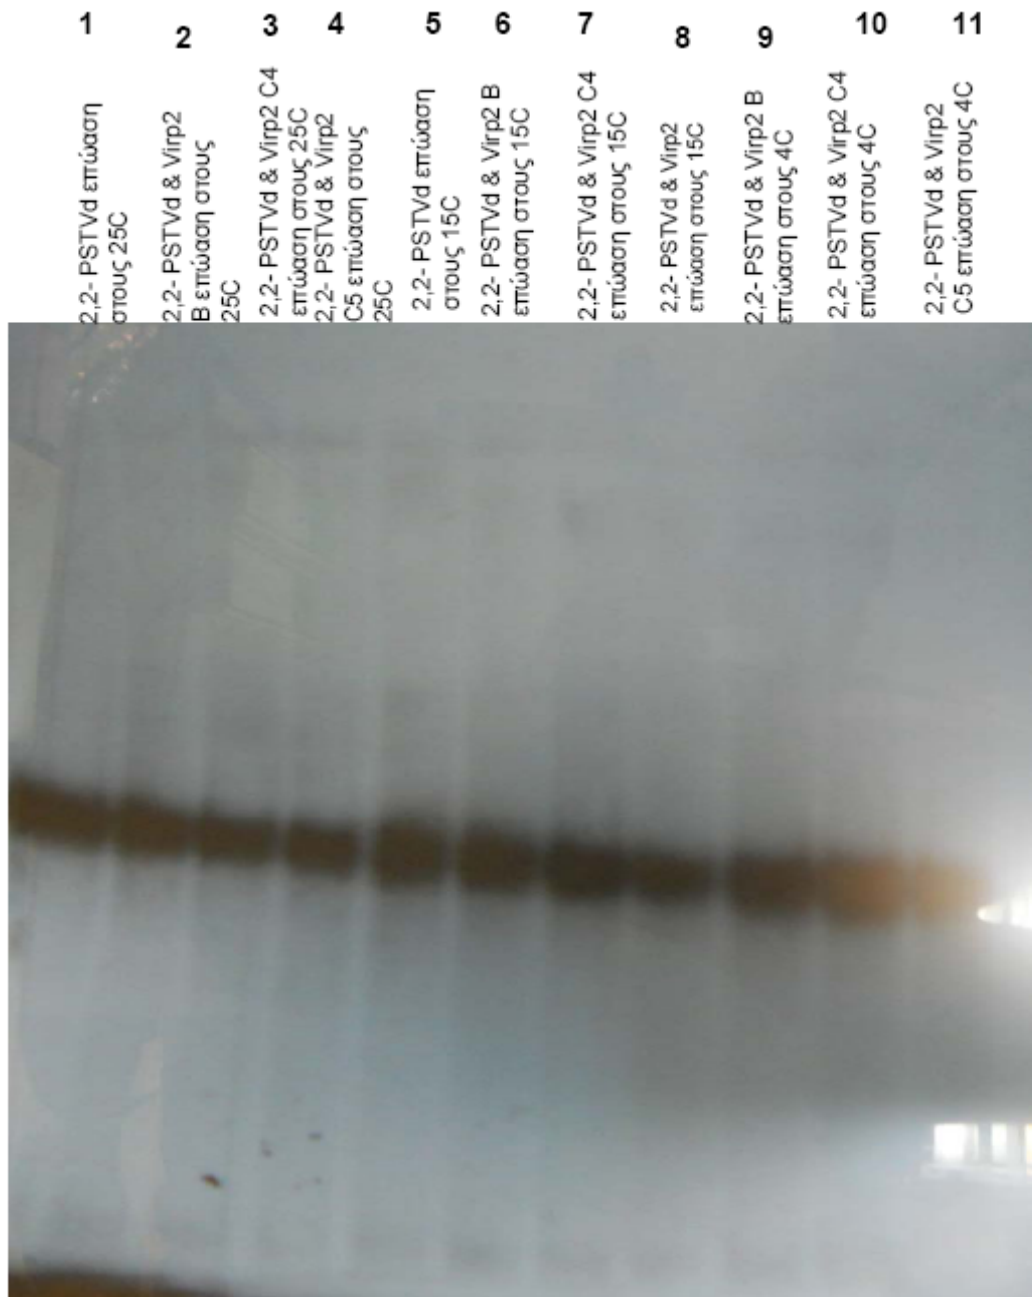 1 2 3 4 5 6 7 8 9 10 11
2,2- PSTVd επώαση
στους 25C
2,2- PSTVd & Virp2
B επώαση στους
25C
2,2- PSTVd & Virp2 C4
επώαση στους 25C
2,2- PSTVd & Virp2
C5 επώαση στους
25C
2,2- PSTVd επώαση
στους 15C
2,2- PSTVd & Virp2 B
επώαση στους 15C
2,2- PSTVd & Virp2 C4
επώαση στους 15C
2,2- PSTVd & Virp2
επώαση στους 15C
2,2- PSTVd & Virp2 B
επώαση στους 4C
2,2- PSTVd & Virp2 C4
επώαση στους 4C
2,2- PSTVd & Virp2
C5 επώαση στους 4C